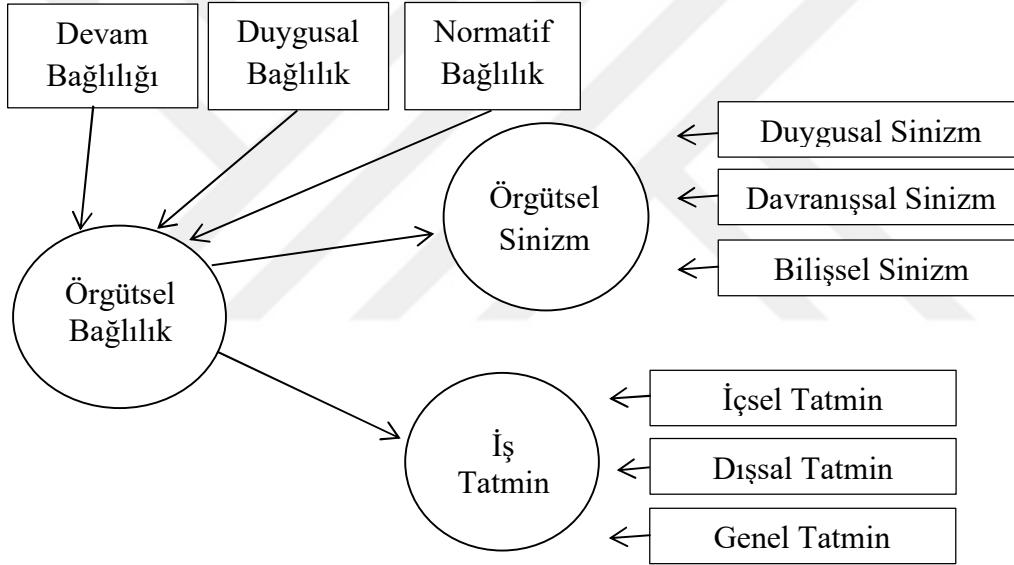 Devam
Bağlılığı
Duygusal
Bağlılık
Normatif
Bağlılık
Örgütsel
Sinizm
Duygusal Sinizm
Davranışsal Sinizm
Bilişsel Sinizm
Örgütsel
Bağlılık
İş
Tatmin
İçsel Tatmin
Dışsal Tatmin
Genel Tatmin